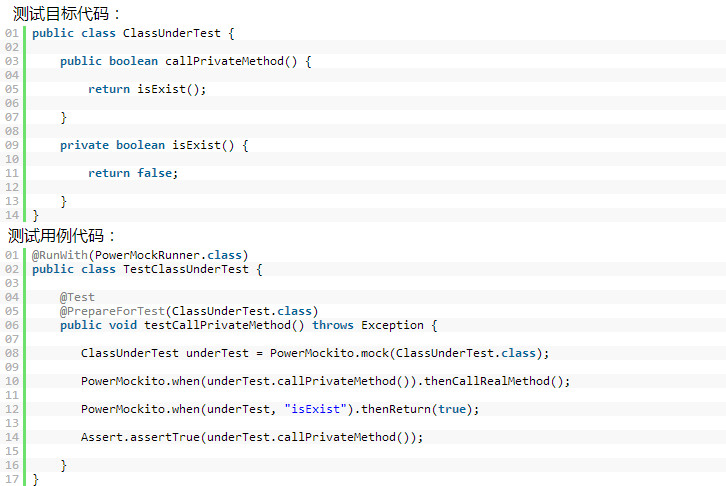 测试目标代码：
01 public class ClassUnderTest {
02
03     public boolean callPrivateMethod() {
04
05         return isExist();
06
07     }
08
09     private boolean isExist() {
10
11         return false;
12
13     }
14 }
测试用例代码：
01 @RunWith(PowerMockRunner.class)
02 public class TestClassUnderTest {
03
04     @Test
05     @PrepareForTest(ClassUnderTest.class)
06     public void testCallPrivateMethod() throws Exception {
07
08        ClassUnderTest underTest = PowerMockito.mock(ClassUnderTest.class);
09
10        PowerMockito.when(underTest.callPrivateMethod()).thenCallRealMethod();
11
12        PowerMockito.when(underTest, "isExist").thenReturn(true);
13
14        Assert.assertTrue(underTest.callPrivateMethod());
15
16     }
17 }